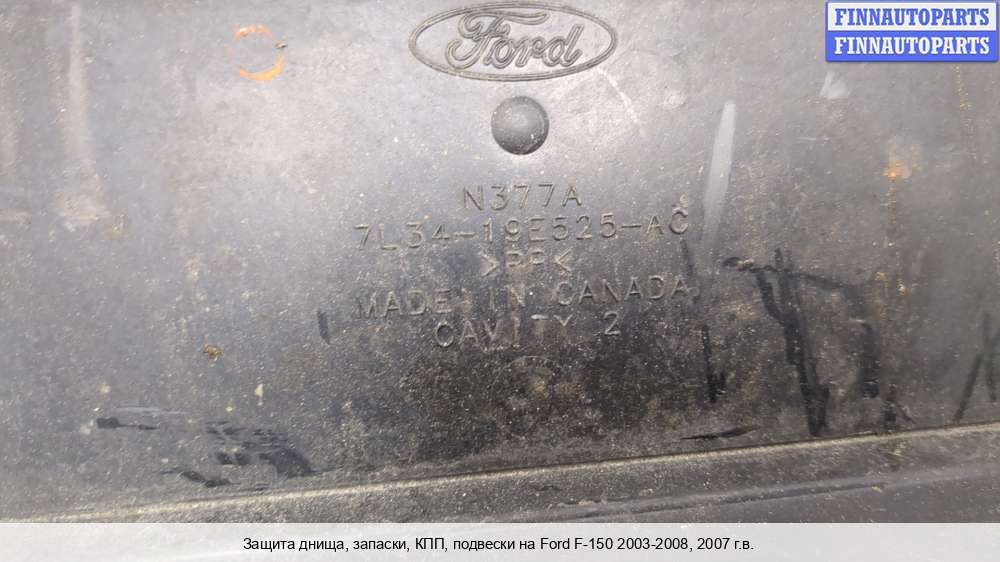 FINNAUTOPARTS
FINNAUTOPARTS
Ford
N377A
7L34-19E525-AC
>PP<
MADE IN CANADA
CAVITY 2
Защита днища, запаски, КПП, подвески на Ford F-150 2003-2008, 2007 г.в.